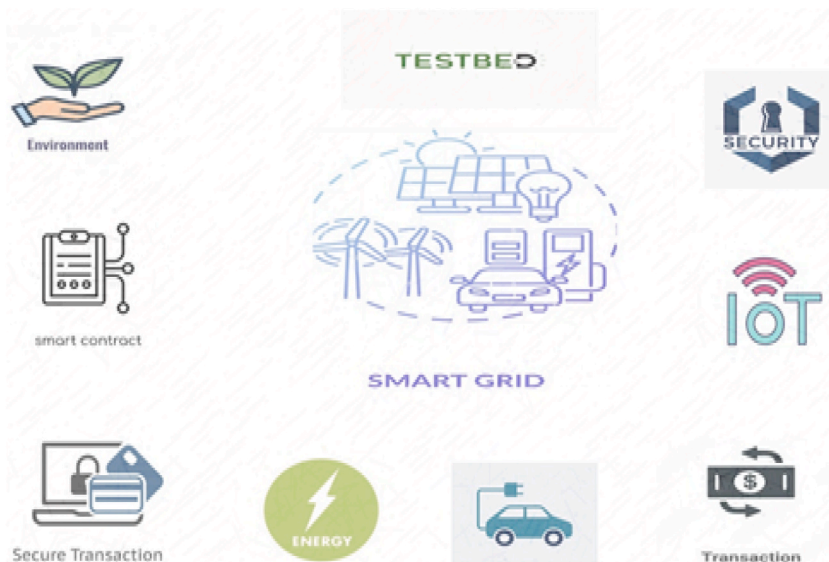 TESTBED
Environment
SECURITY
smart contract
IoT
SMART GRID
ENERGY
$
Secure Transaction
Transaction